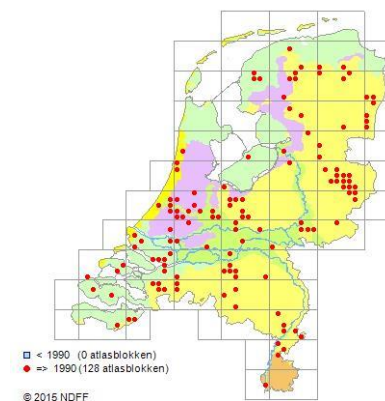 < 1990 (0 atlasblokken)
=> 1990 (128 atlasblokken)
© 2015 NDFF